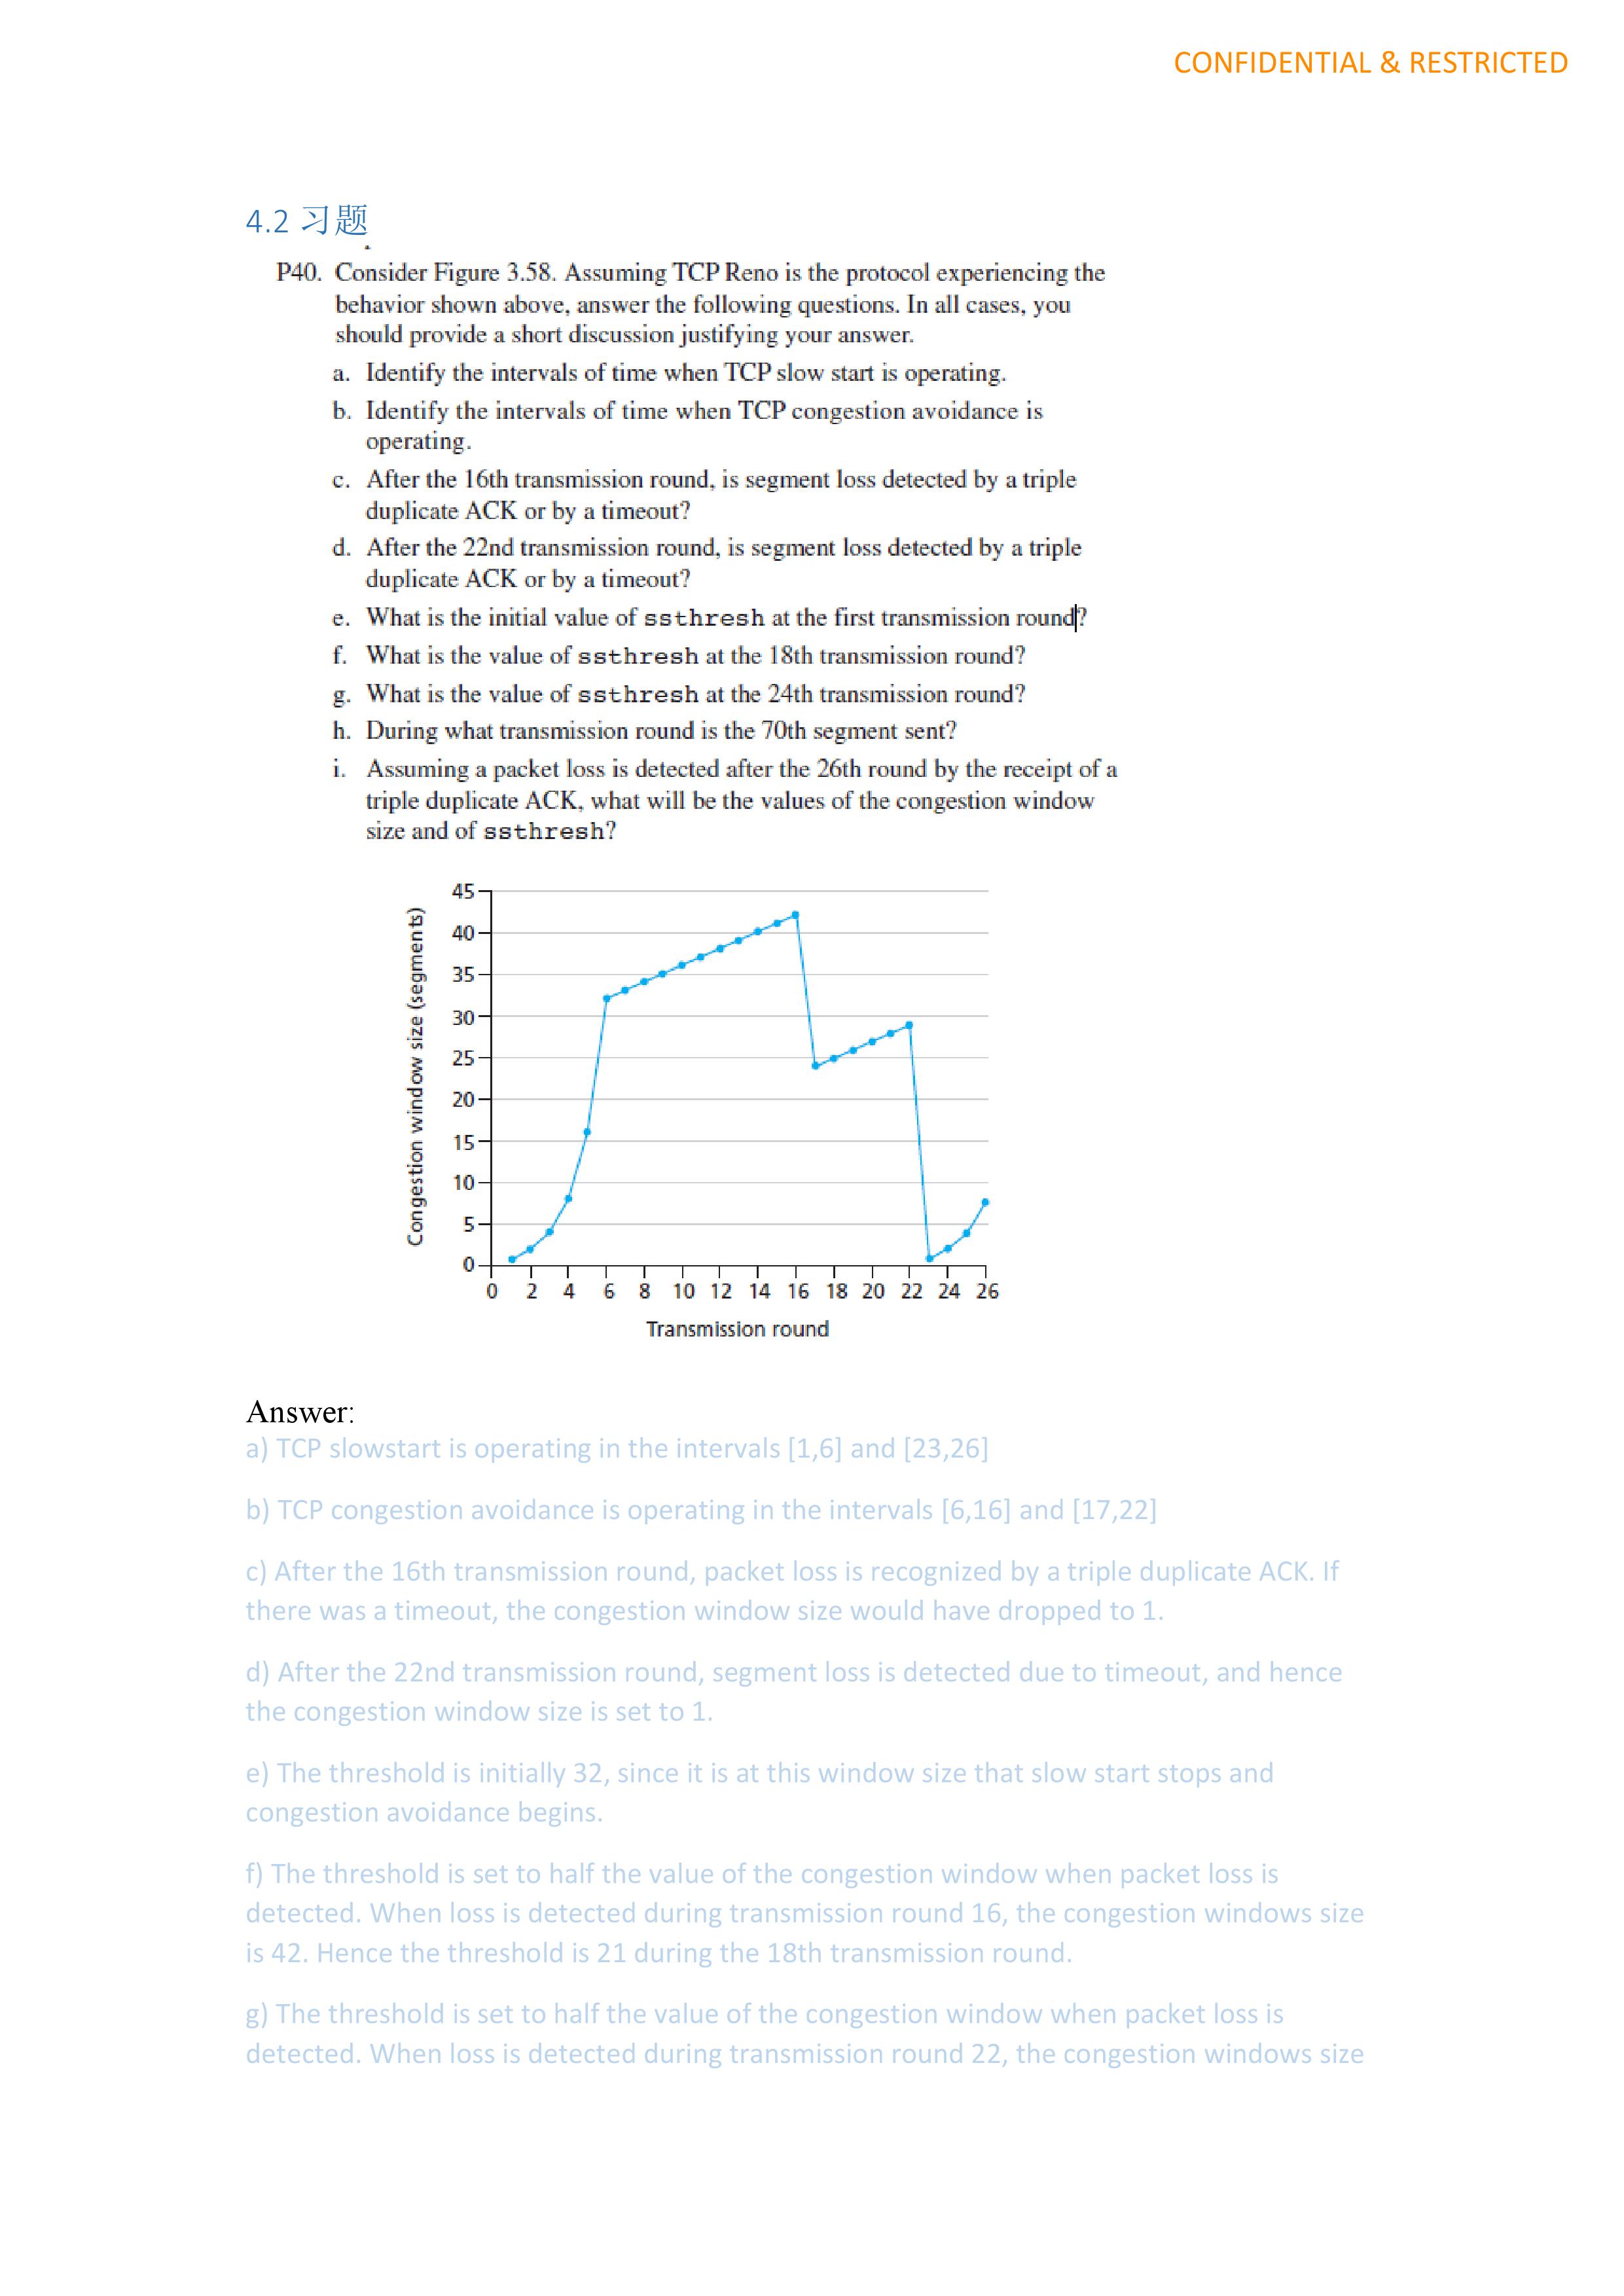 CONFIDENTIAL & RESTRICTED
4.2 习题
P40. Consider Figure 3.58. Assuming TCP Reno is the protocol experiencing the
behavior shown above, answer the following questions. In all cases, you
should provide a short discussion justifying your answer.
a. Identify the intervals of time when TCP slow start is operating.
b. Identify the intervals of time when TCP congestion avoidance is
operating.
c. After the 16th transmission round, is segment loss detected by a triple
duplicate ACK or by a timeout?
d. After the 22nd transmission round, is segment loss detected by a triple
duplicate ACK or by a timeout?
e. What is the initial value of ssthresh at the first transmission round?
f. What is the value of ssthresh at the 18th transmission round?
g. What is the value of ssthresh at the 24th transmission round?
h. During what transmission round is the 70th segment sent?
i. Assuming a packet loss is detected after the 26th round by the receipt of a
triple duplicate ACK, what will be the values of the congestion window
size and of ssthresh?
Congestion window size (segments)
45
40
35
30
25
20
15
10
5
0
0 2 4 6 8 10 12 14 16 18 20 22 24 26
Transmission round
Answer:
a) TCP slowstart is operating in the intervals [1,6] and [23,26]
b) TCP congestion avoidance is operating in the intervals [6,16] and [17,22]
c) After the 16th transmission round, packet loss is recognized by a triple duplicate ACK. If
there was a timeout, the congestion window size would have dropped to 1.
d) After the 22nd transmission round, segment loss is detected due to timeout, and hence
the congestion window size is set to 1.
e) The threshold is initially 32, since it is at this window size that slow start stops and
congestion avoidance begins.
f) The threshold is set to half the value of the congestion window when packet loss is
detected. When loss is detected during transmission round 16, the congestion windows size
is 42. Hence the threshold is 21 during the 18th transmission round.
g) The threshold is set to half the value of the congestion window when packet loss is
detected. When loss is detected during transmission round 22, the congestion windows size